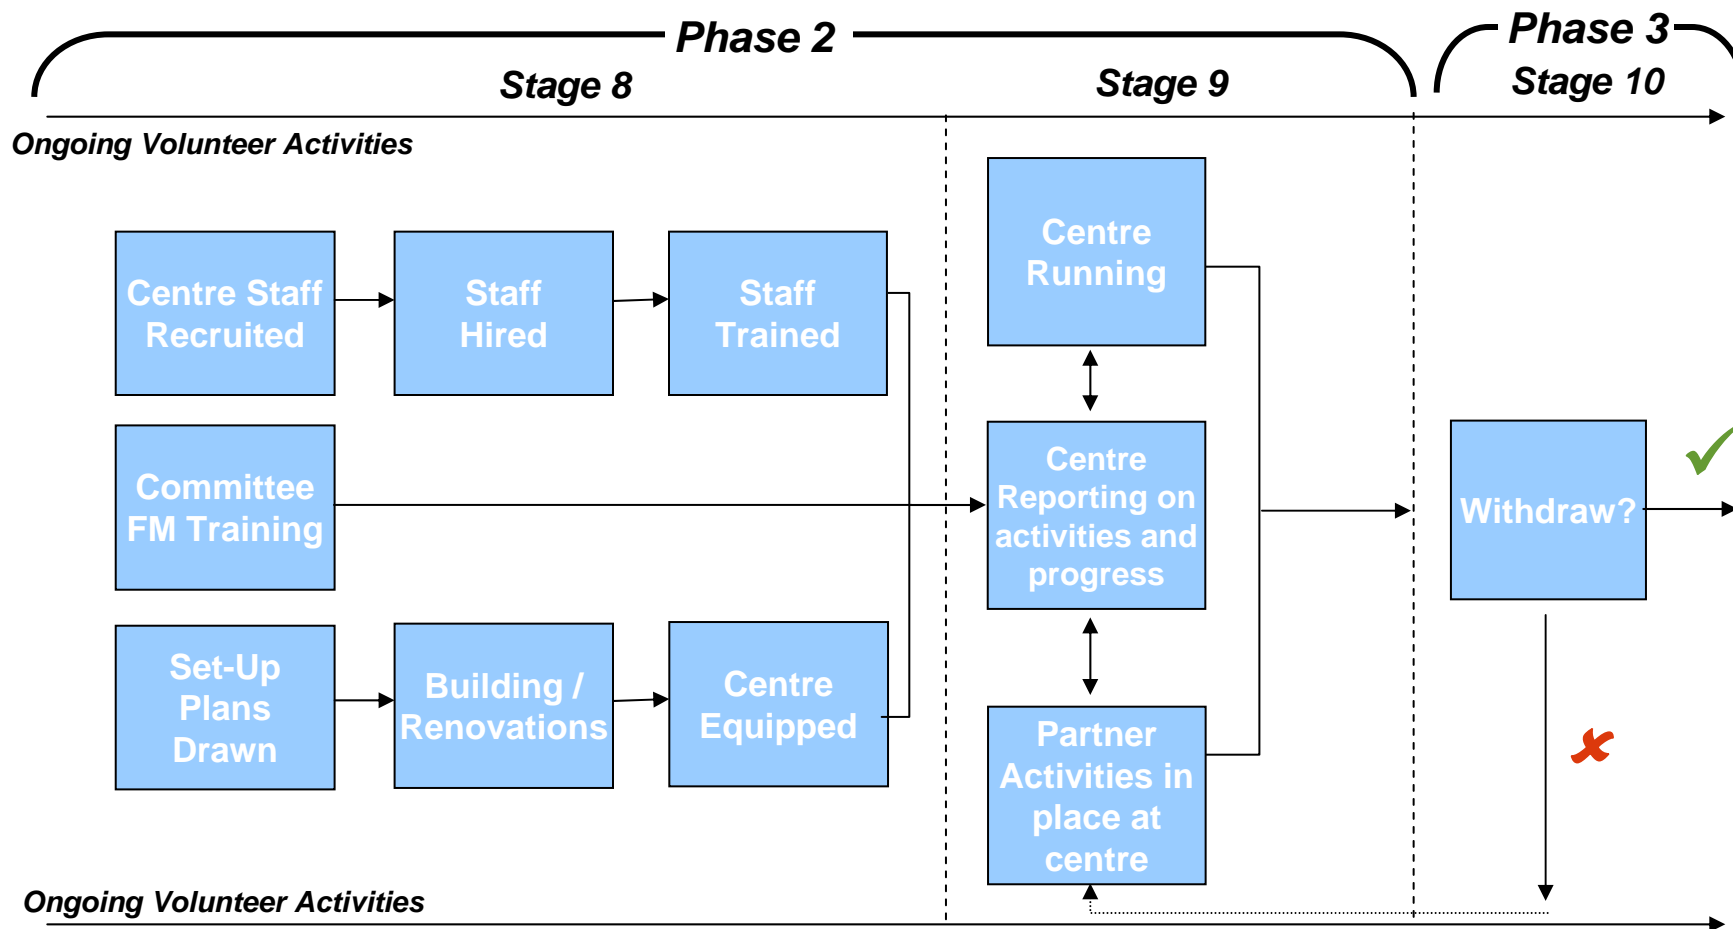 Phase 2
Phase 3
Stage 8
Stage 9
Stage 10
Ongoing Volunteer Activities
Centre Staff
Recruited
Staff
Hired
Staff
Trained
Centre
Running
Committee
FM Training
Centre
Reporting on
activities and
progress
Withdraw?
Set-Up
Plans
Drawn
Building /
Renovations
Centre
Equipped
Partner
Activities in
place at
centre
Ongoing Volunteer Activities